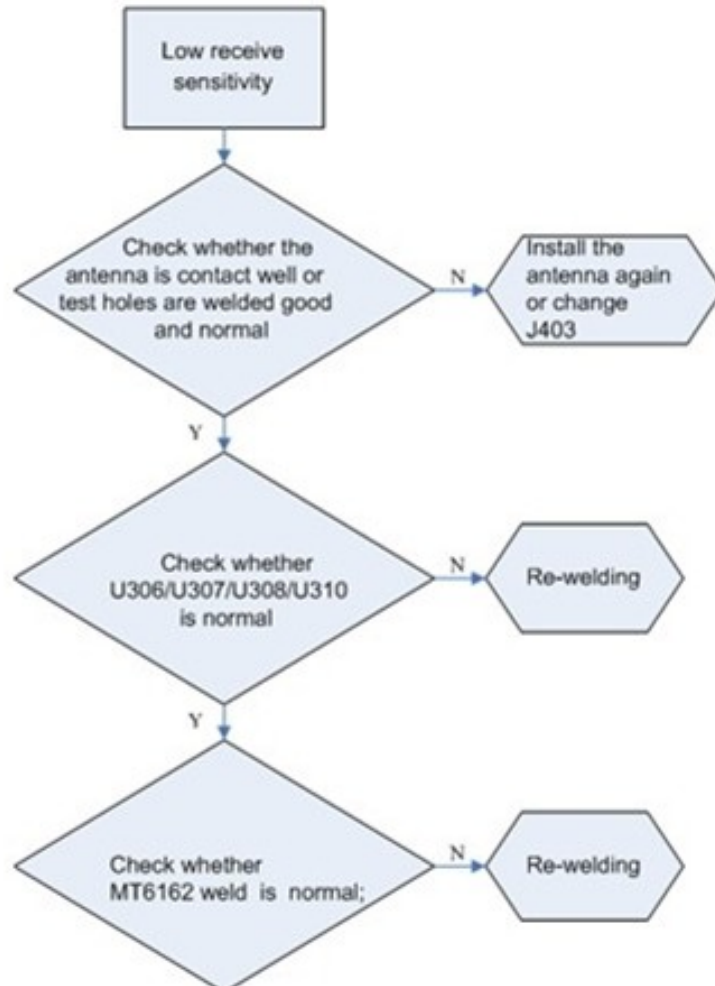 Low receive
sensitivity
Check whether the
antenna is contact well or
test holes are welded good
and normal
N
Install the
antenna again
or change
J403
Y
Check whether
U306/U307/U308/U310
is normal
N
Re-welding
Y
Check whether
MT6162 weld is normal;
N
Re-welding